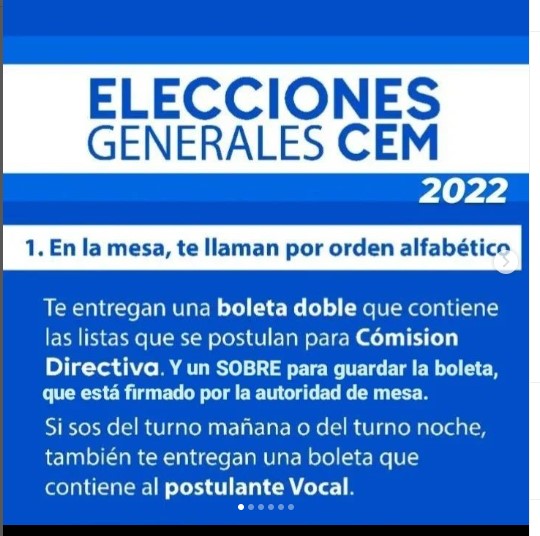 ELECCIONES
GENERALES CEM
2022
1. En la mesa, te llaman por orden alfabético
Te entregan una boleta doble que contiene
las listas que se postulan para Cómision
Directiva. Y un SOBRE para guardar la boleta,
que está firmado por la autoridad de mesa.
Si sos del turno mañana o del turno noche,
también te entregan una boleta que
contiene al postulante Vocal.